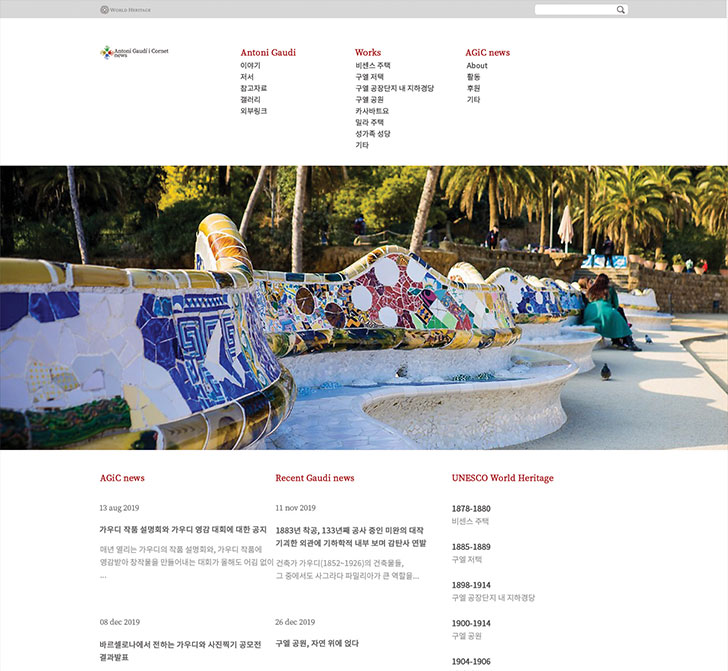 WORLD HERITAGE
Antoni Gaudí i Cornet
news
Antoni Gaudi
이야기
저서
참고자료
갤러리
외부링크
Works
비센스 주택
구엘 저택
구엘 공장단지 내 지하경당
구엘 공원
카사바트요
밀라 주택
성가족 성당
기타
AGiC news
About
활동
후원
기타
AGiC news
13 aug 2019
가우디 작품 설명회와 가우디 영감 대회에 대한 공지
매년 열리는 가우디의 작품 설명회와, 가우디 작품에
영감받아 창작물을 만들어내는 대회가 올해도 어김 없이
...
08 dec 2019
바르셀로나에서 전하는 가우디와 사진찍기 공모전
결과발표
Recent Gaudi news
11 nov 2019
1883년 착공, 133년째 공사 중인 미완의 대작
기괴한 외관에 기하학적 내부 보며 감탄사 연발
건축가 가우디(1852~1926)의 건축물들,
그 중에서도 사그라다 파밀리아가 큰 역할을...
26 dec 2019
구엘 공원, 자연 위에 얹다
UNESCO World Heritage
1878-1880
비센스 주택
1885-1889
구엘 저택
1898-1914
구엘 공장단지 내 지하경당
1900-1914
구엘 공원
1904-1906